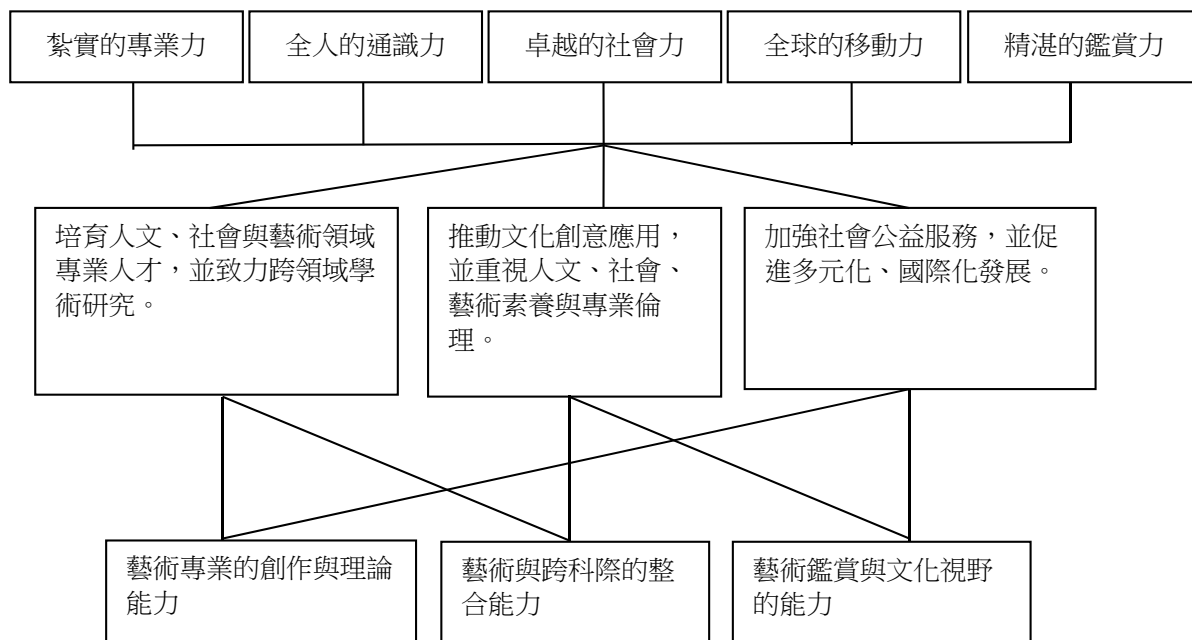 紮實的專業力
全人的通識力
卓越的社會力
全球的移動力
精湛的鑑賞力
培育人文、社會與藝術領域
專業人才，並致力跨領域學
術研究。
推動文化創意應用，
並重視人文、社會、
藝術素養與專業倫
理。
加強社會公益服務，並促
進多元化、國際化發展。
藝術專業的創作與理論
能力
藝術與跨科際的整
合能力
藝術鑑賞與文化視野
的能力